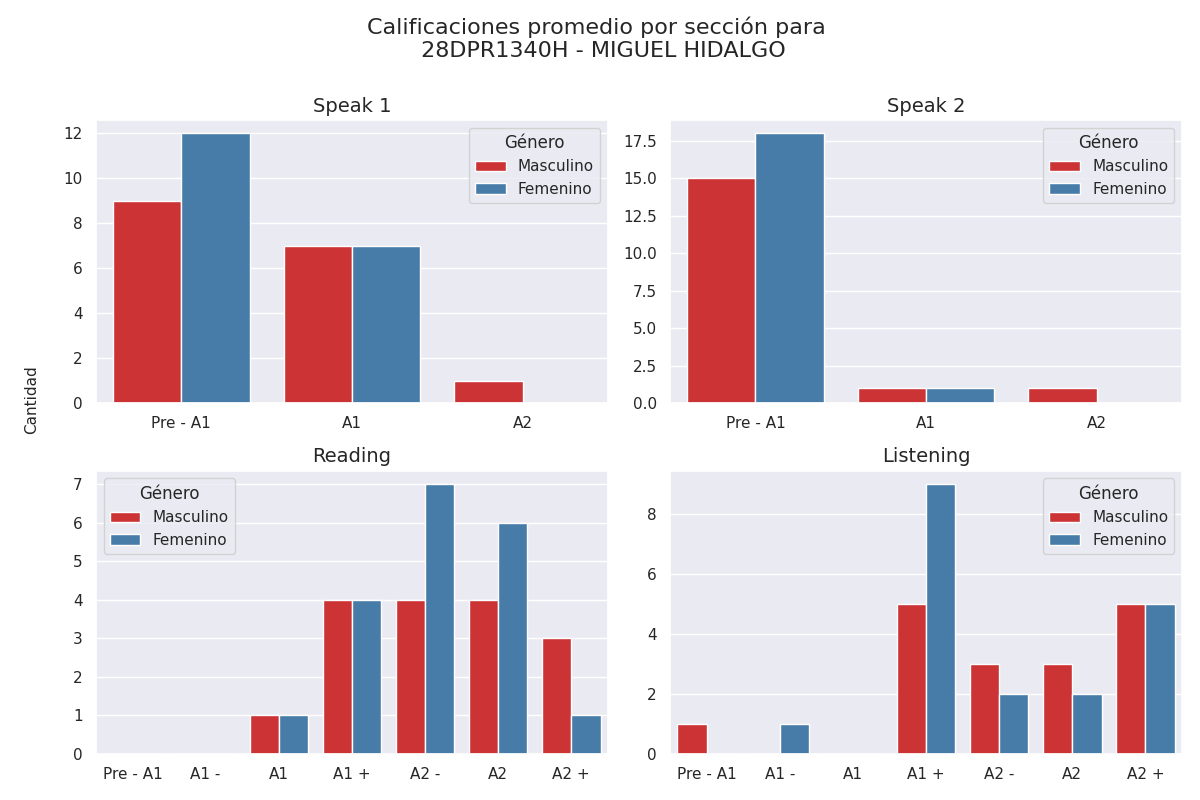 Calificaciones promedio por sección para
28DPR1340H - MIGUEL HIDALGO
Cantidad
Speak 1
12
10
8
6
4
2
0
Pre - A1 A1 A2
Género
Masculino
Femenino
Speak 2
17.5
15.0
12.5
10.0
7.5
5.0
2.5
0.0
Pre - A1 A1 A2
Género
Masculino
Femenino
Reading
7
6
5
4
3
2
1
0
Pre - A1 A1 - A1 A1 + A2 - A2 A2 +
Género
Masculino
Femenino
Listening
8
6
4
2
0
Pre - A1 A1 - A1 A1 + A2 - A2 A2 +
Género
Masculino
Femenino